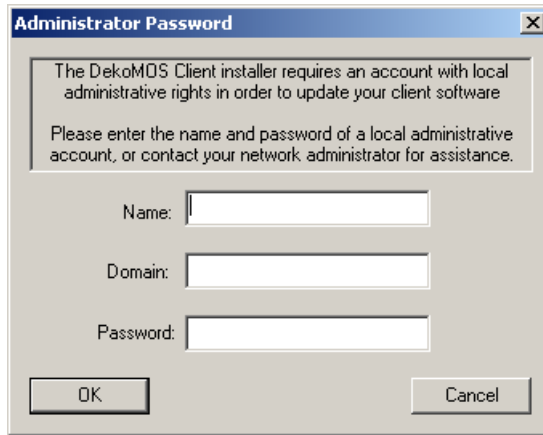 Administrator Password
The DekoMOS Client installer requires an account with local
administrative rights in order to update your client software
Please enter the name and password of a local administrative
account, or contact your network administrator for assistance.
Name:
Domain:
Password:
OK
Cancel